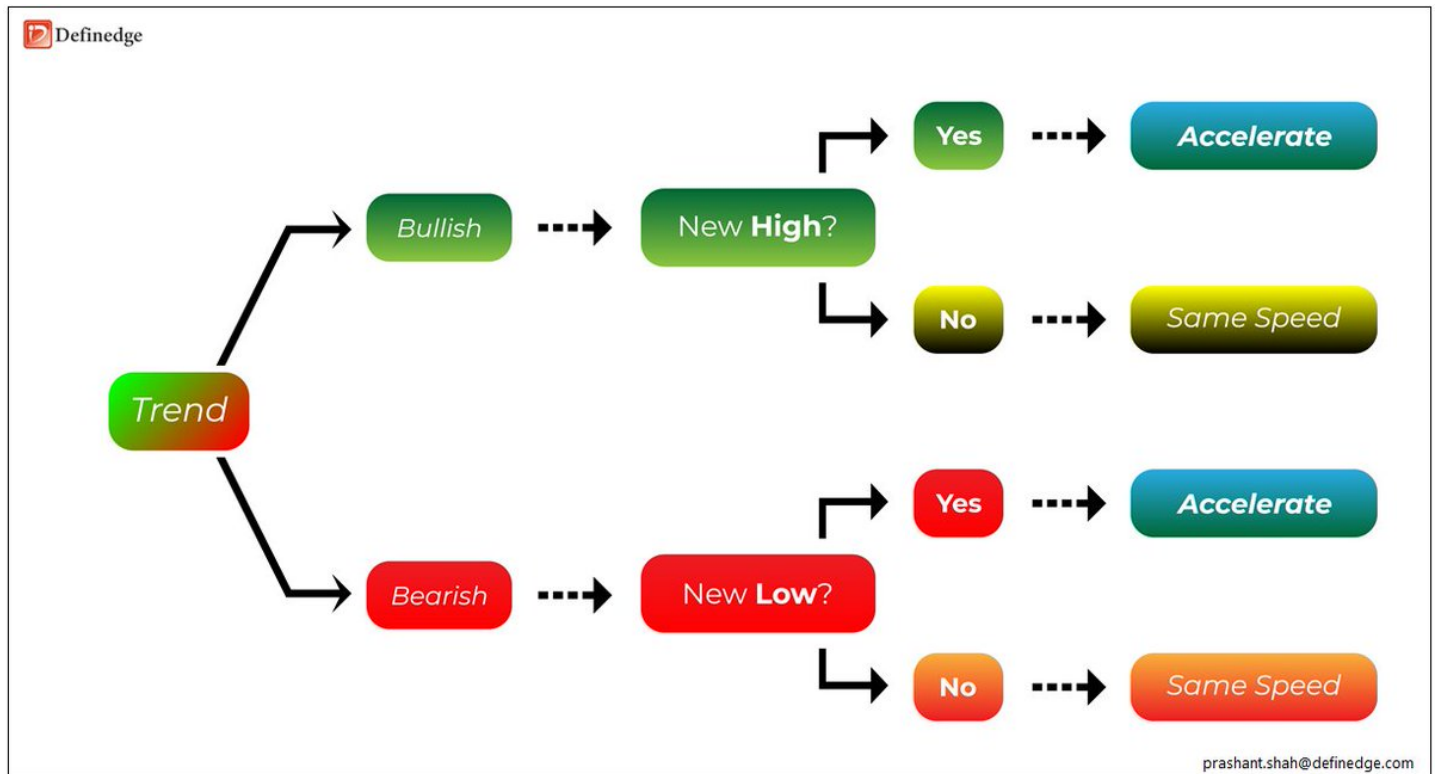 Definedge
Yes
Accelerate
Bullish
New High?
No
Same Speed
Trend
Yes
Accelerate
Bearish
New Low?
No
Same Speed
prashant.shah@definedge.com